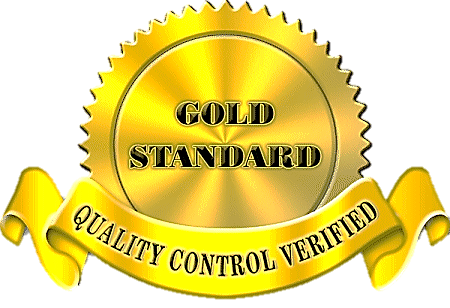 GOLD
STANDARD
QUALITY CONTROL VERIFIED